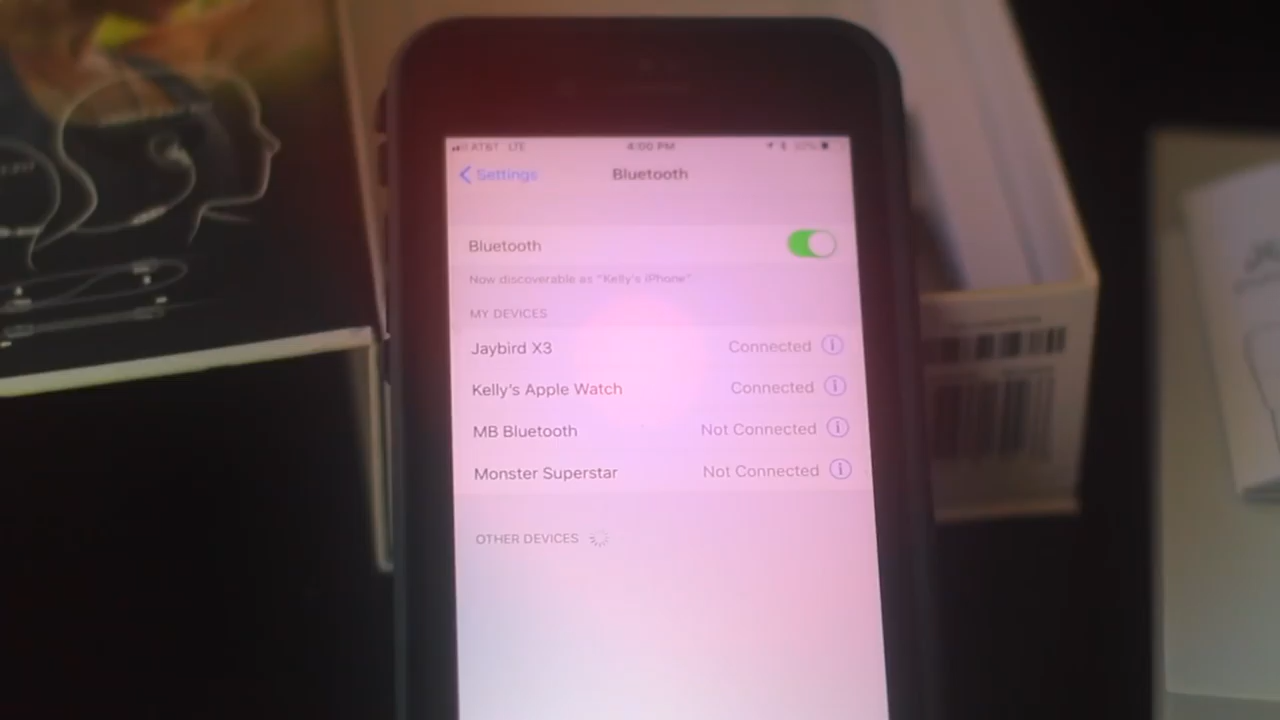 AT&T LTE 4:00 PM
Settings Bluetooth
Bluetooth
Now discoverable as "Kelly's iPhone"
MY DEVICES
Jaybird X3 Connected
Kelly's Apple Watch Connected
MB Bluetooth Not Connected
Monster Superstar Not Connected
OTHER DEVICES